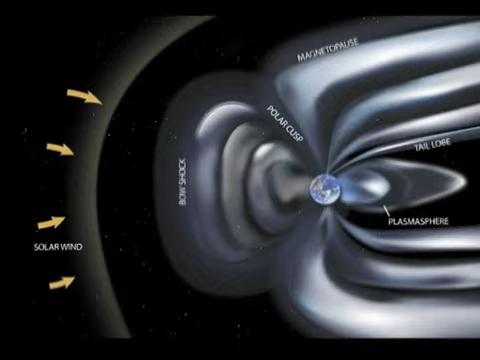 MAGNETOPAUSE
POLAR CUSP
TAIL LOBE
BOW SHOCK
PLASMASPHERE
SOLAR WIND